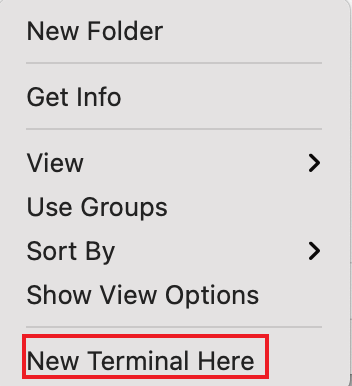 New Folder
Get Info
View
Use Groups
Sort By
Show View Options
New Terminal Here